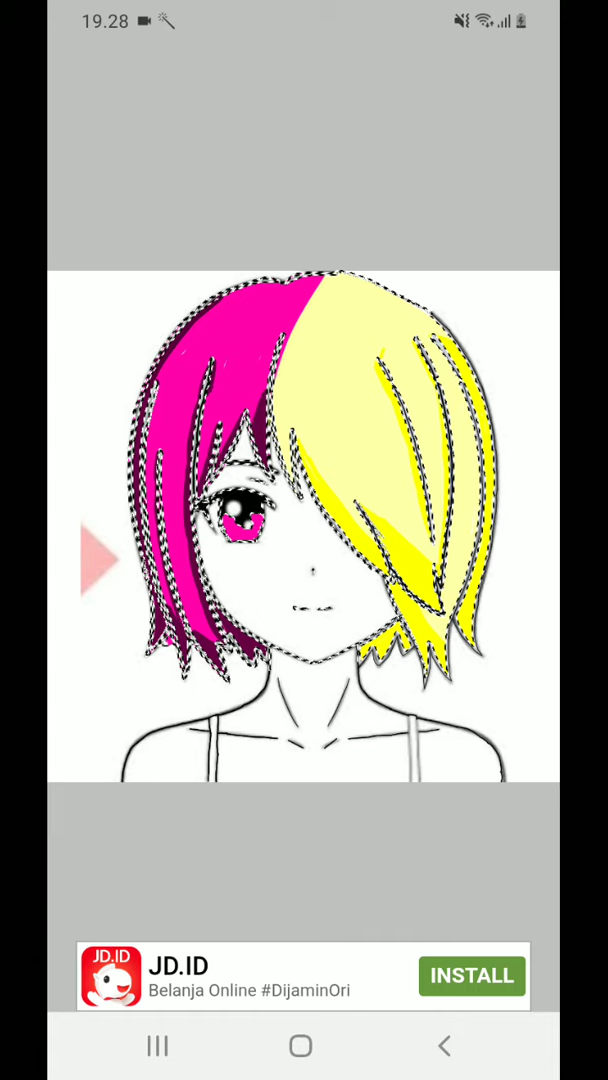 19.28
JD.ID
JD.ID
Belanja Online #DijaminOri
INSTALL